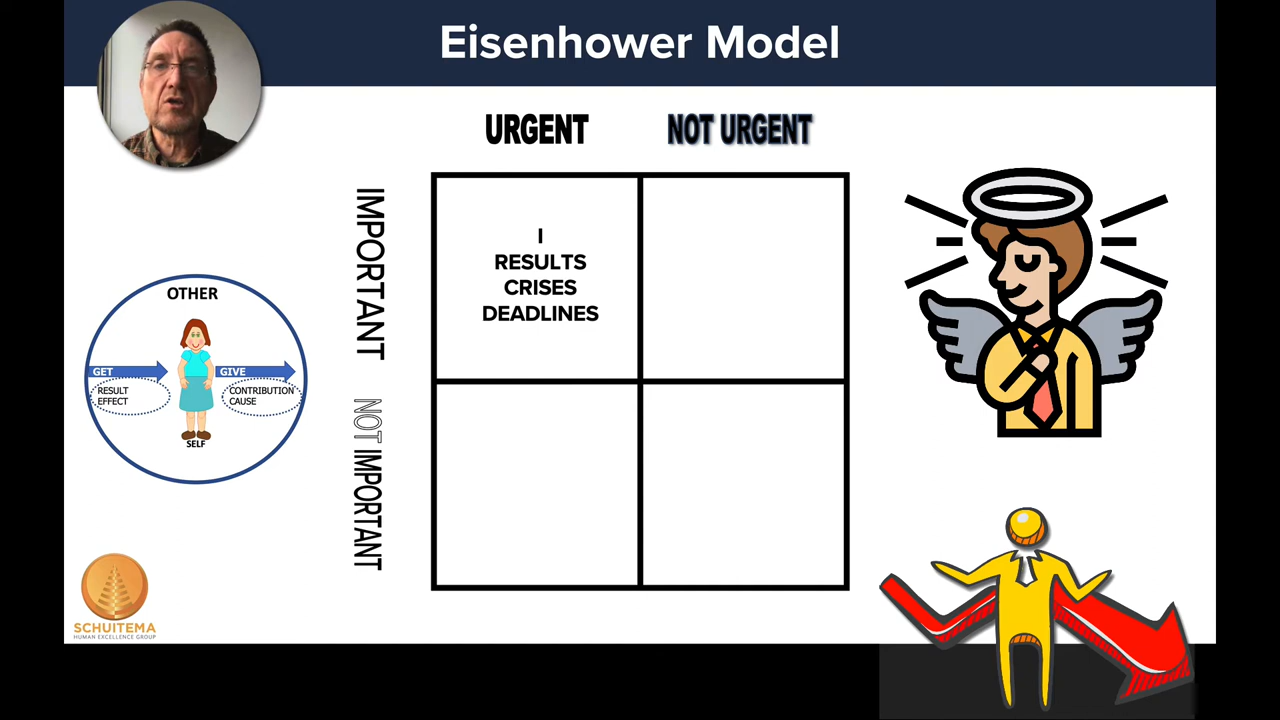 Eisenhower Model
URGENT
NOT URGENT
IMPORTANT
NOT IMPORTANT
I
RESULTS
CRISES
DEADLINES
OTHER
GET
GIVE
RESULT
EFFECT
CONTRIBUTION
CAUSE
SELF
SCHUITEMA
HUMAN EXCELLENCE GROUP